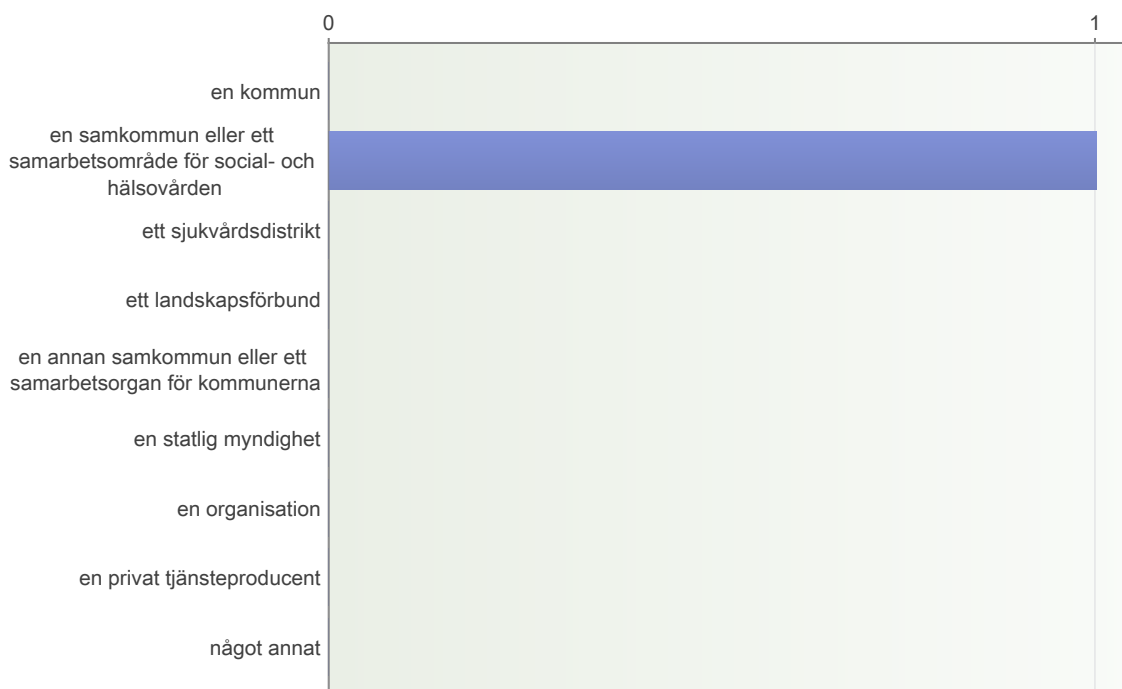 0 1
en kommun
en samkommun eller ett
samarbetsområde för social- och
hälsovården
ett sjukvårdsdistrikt
ett landskapsförbund
en annan samkommun eller ett
samarbetsorgan för kommunerna
en statlig myndighet
en organisation
en privat tjänsteproducent
något annat